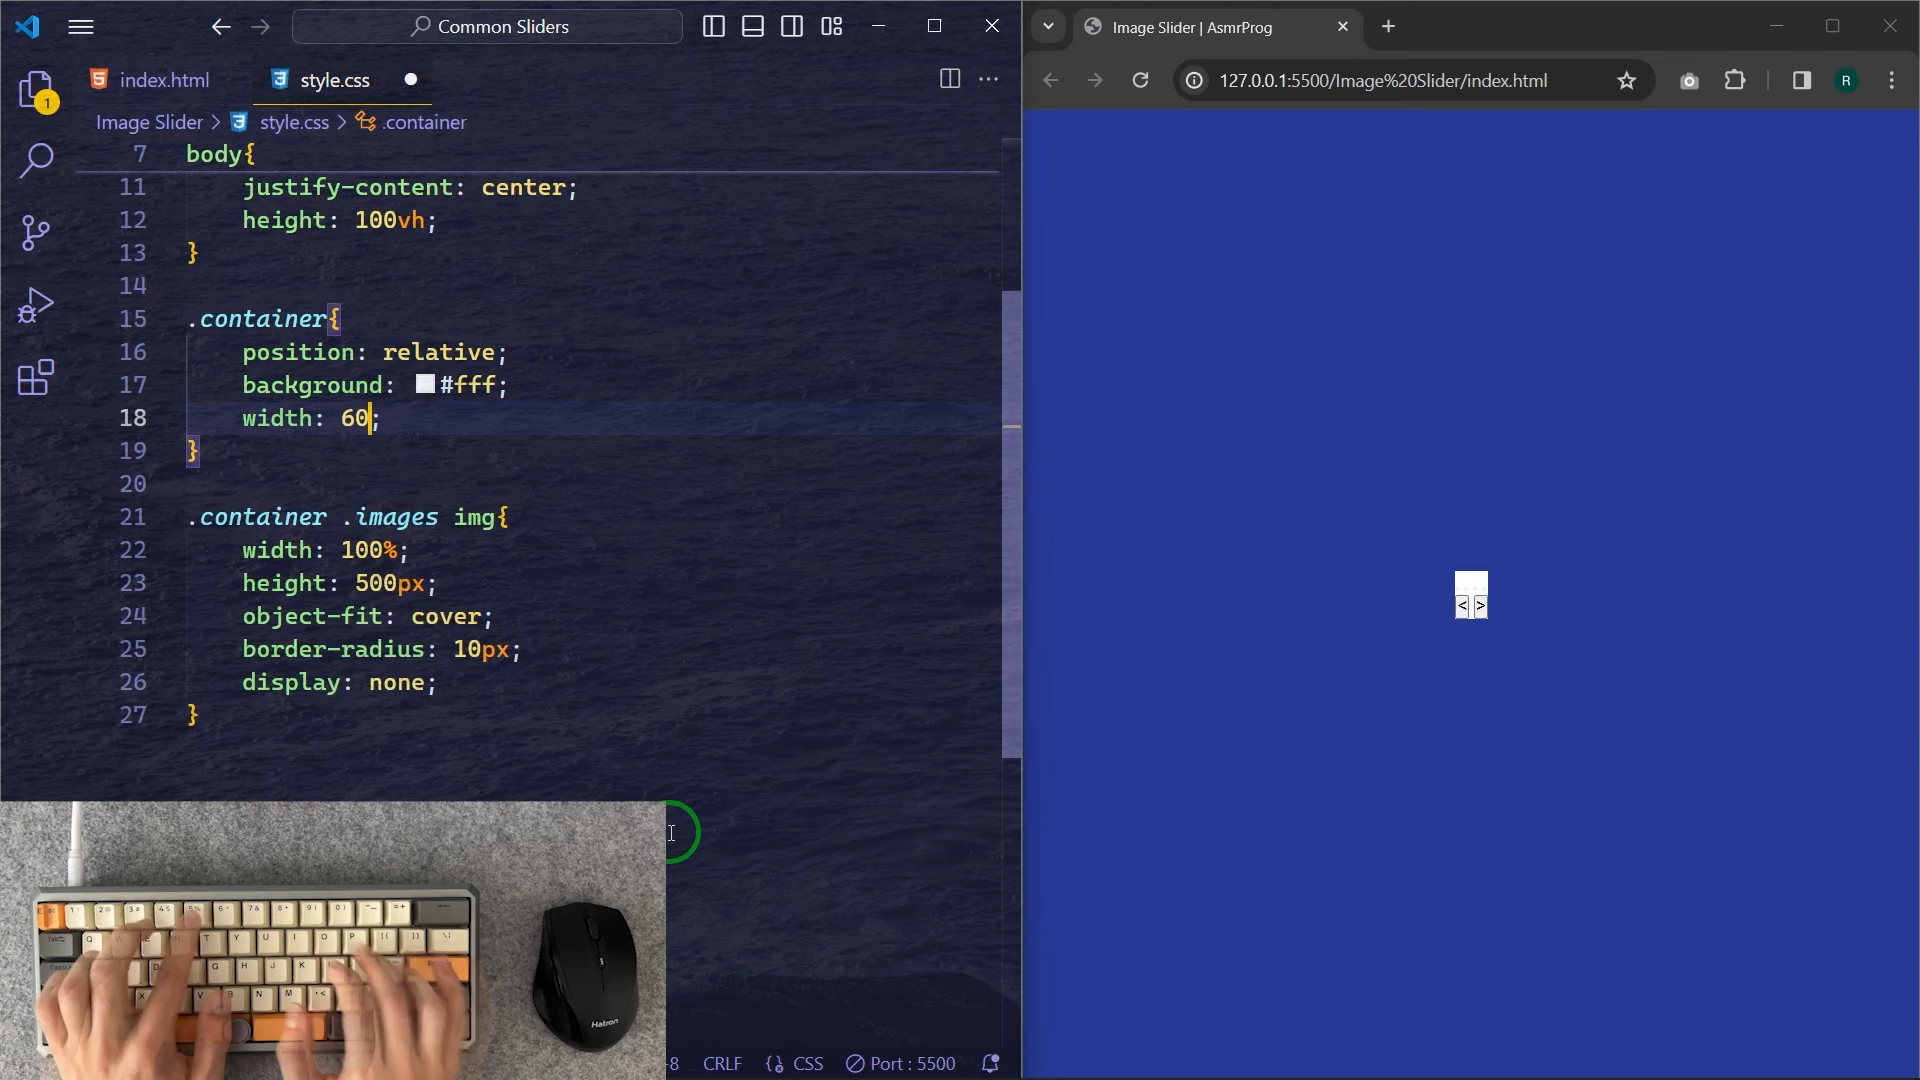 Common Sliders
index.html
style.css
Image Slider > style.css > .container
7 body{
11 justify-content: center;
12 height: 100vh;
13 }
14
15 .container{
16 position: relative;
17 background: #fff;
18 width: 60;
19 }
20
21 .container .images img{
22 width: 100%;
23 height: 500px;
24 object-fit: cover;
25 border-radius: 10px;
26 display: none;
27 }
1
-8 CRLF {} CSS Port : 5500
Image Slider | AsmrProg
127.0.0.1:5500/Image%20Slider/index.html
R
< >
Hatron